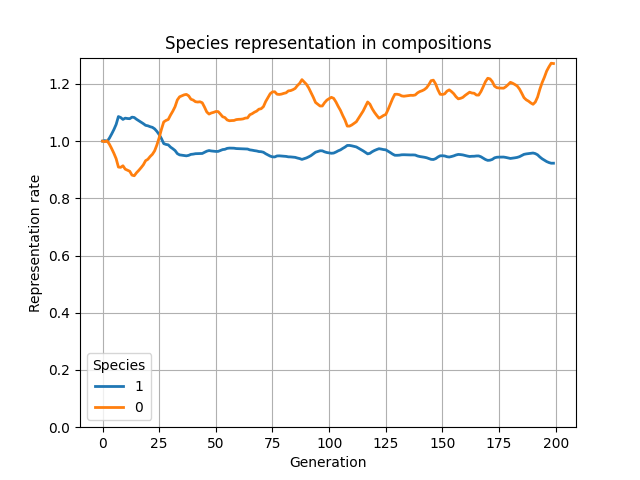 Species representation in compositions
Representation rate
1.2
1.0
0.8
0.6
0.4
0.2
0.0
Species
1
0
0 25 50 75 100 125 150 175 200
Generation